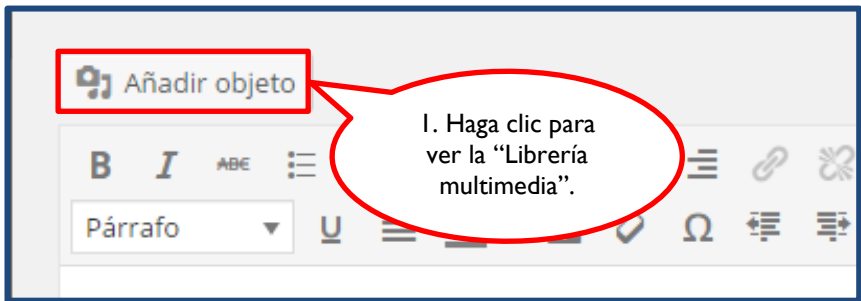 Añadir objeto
1. Haga clic para
ver la “Librería
multimedia”.
B I ABC
Párrafo U Ω